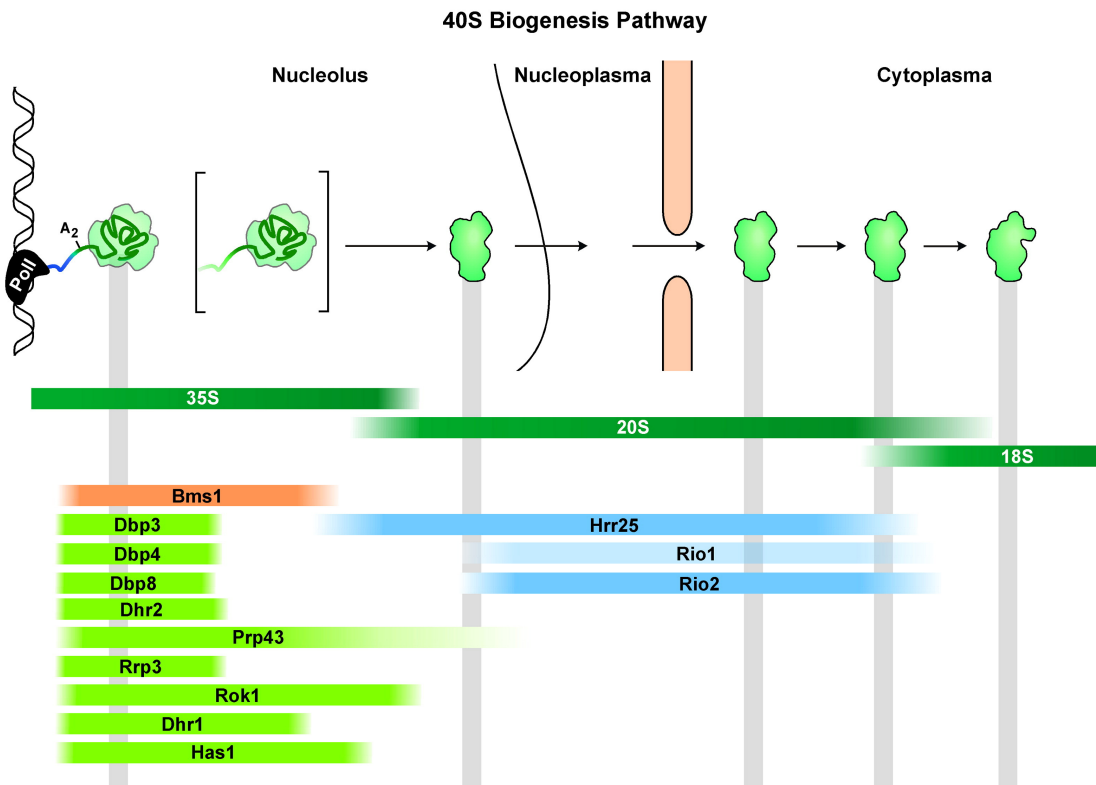 40S Biogenesis Pathway
Nucleolus
Nucleoplasma
Cytoplasma
A2
PolI
35S
20S
18S
Bms1
Dbp3
Hrr25
Dbp4
Rio1
Dbp8
Rio2
Dhr2
Prp43
Rrp3
Rok1
Dhr1
Has1